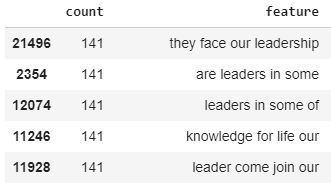 count feature
21496 141 they face our leadership
2354 141 are leaders in some
12074 141 leaders in some of
11246 141 knowledge for life our
11928 141 leader come join our